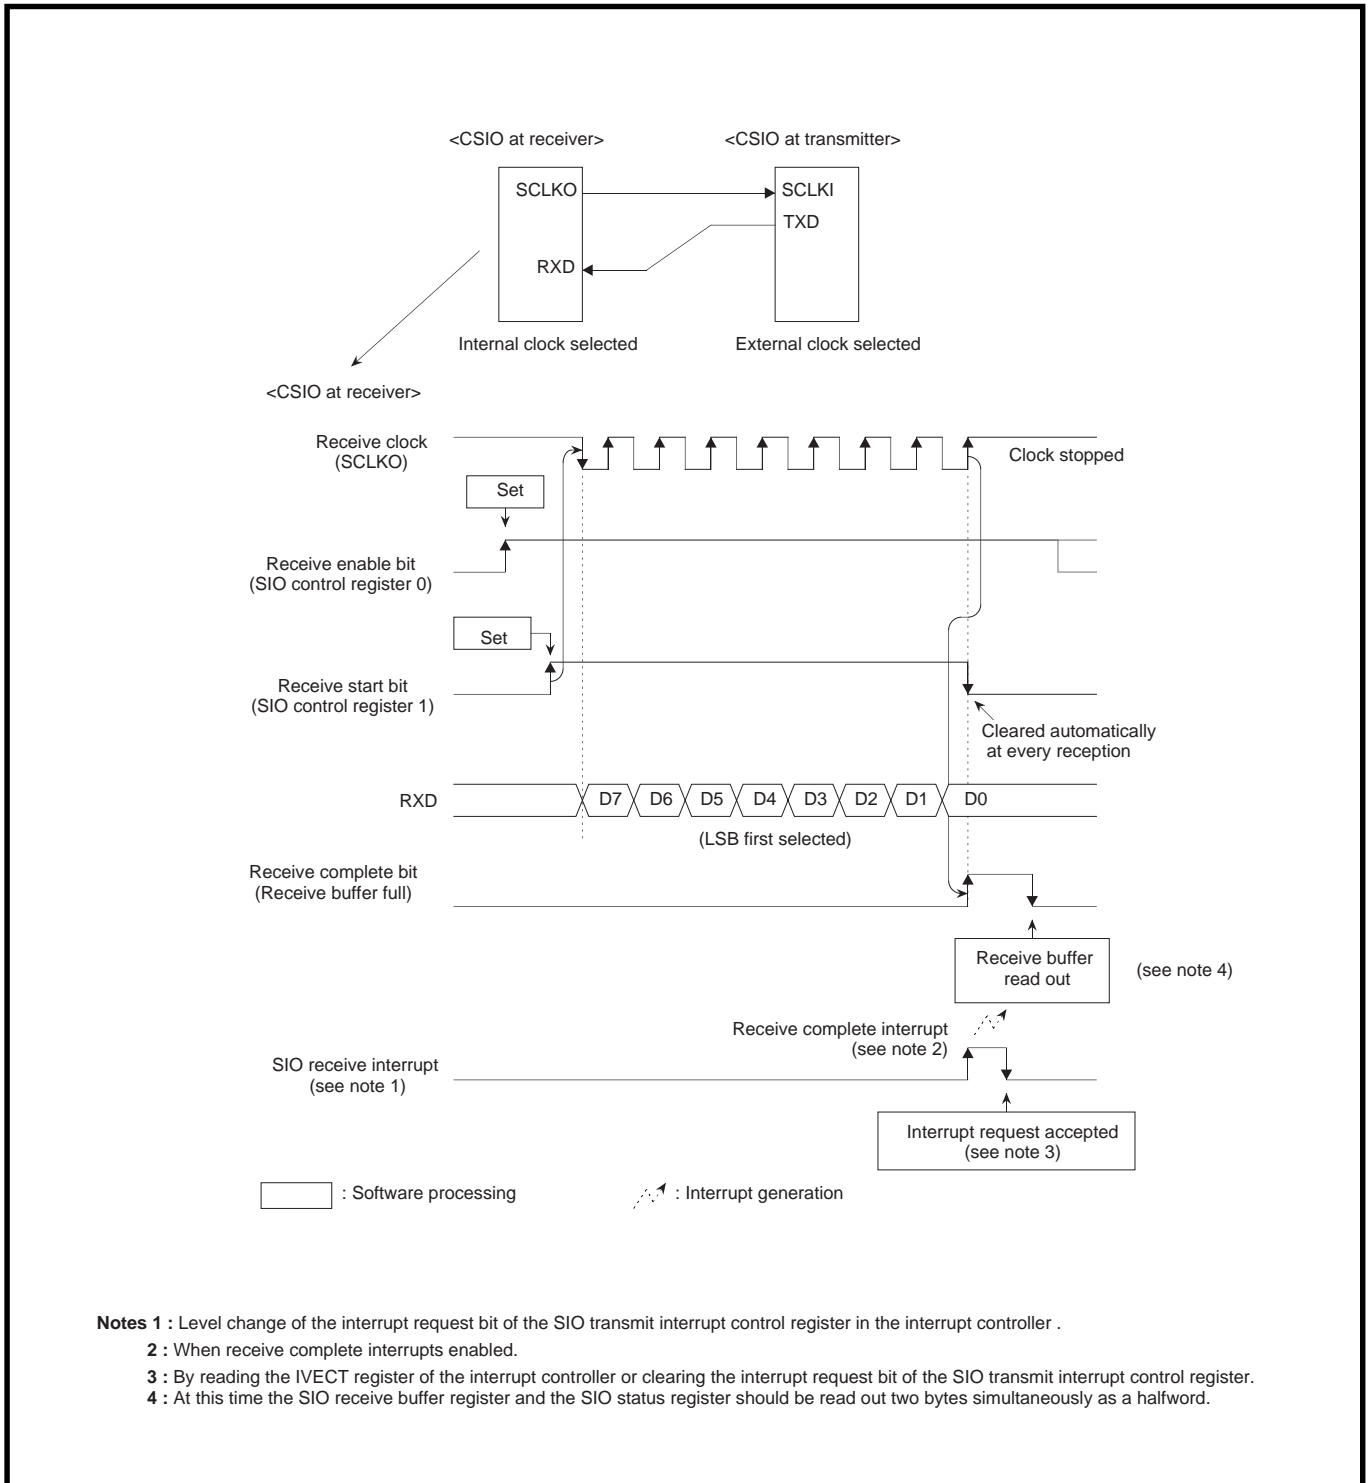 <CSIO at receiver>
<CSIO at transmitter>
SCLKO
SCLKI
TXD
RXD
Internal clock selected
External clock selected
<CSIO at receiver>
Receive clock
(SCLKO)
Clock stopped
Set
Receive enable bit
(SIO control register 0)
Set
Receive start bit
(SIO control register 1)
Cleared automatically
at every reception
RXD
D7
D6
D5
D4
D3
D2
D1
D0
(LSB first selected)
Receive complete bit
(Receive buffer full)
Receive buffer
read out
(see note 4)
Receive complete interrupt
(see note 2)
SIO receive interrupt
(see note 1)
Interrupt request accepted
(see note 3)
: Software processing
: Interrupt generation
Notes 1 : Level change of the interrupt request bit of the SIO transmit interrupt control register in the interrupt controller .
2 : When receive complete interrupts enabled.
3 : By reading the IVECT register of the interrupt controller or clearing the interrupt request bit of the SIO transmit interrupt control register.
4 : At this time the SIO receive buffer register and the SIO status register should be read out two bytes simultaneously as a halfword.